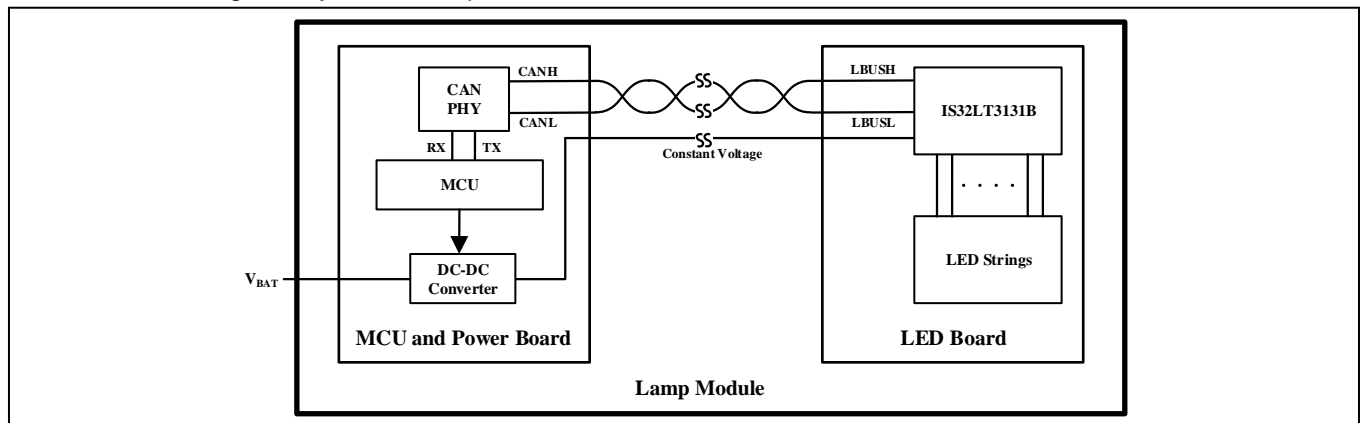 CANH
LBUSH
CAN
PHY
IS32LT3131B
CANL
LBUSL
RX
TX
Constant Voltage
MCU
. . . .
DC-DC
Converter
LED Strings
VBAT
MCU and Power Board
LED Board
Lamp Module